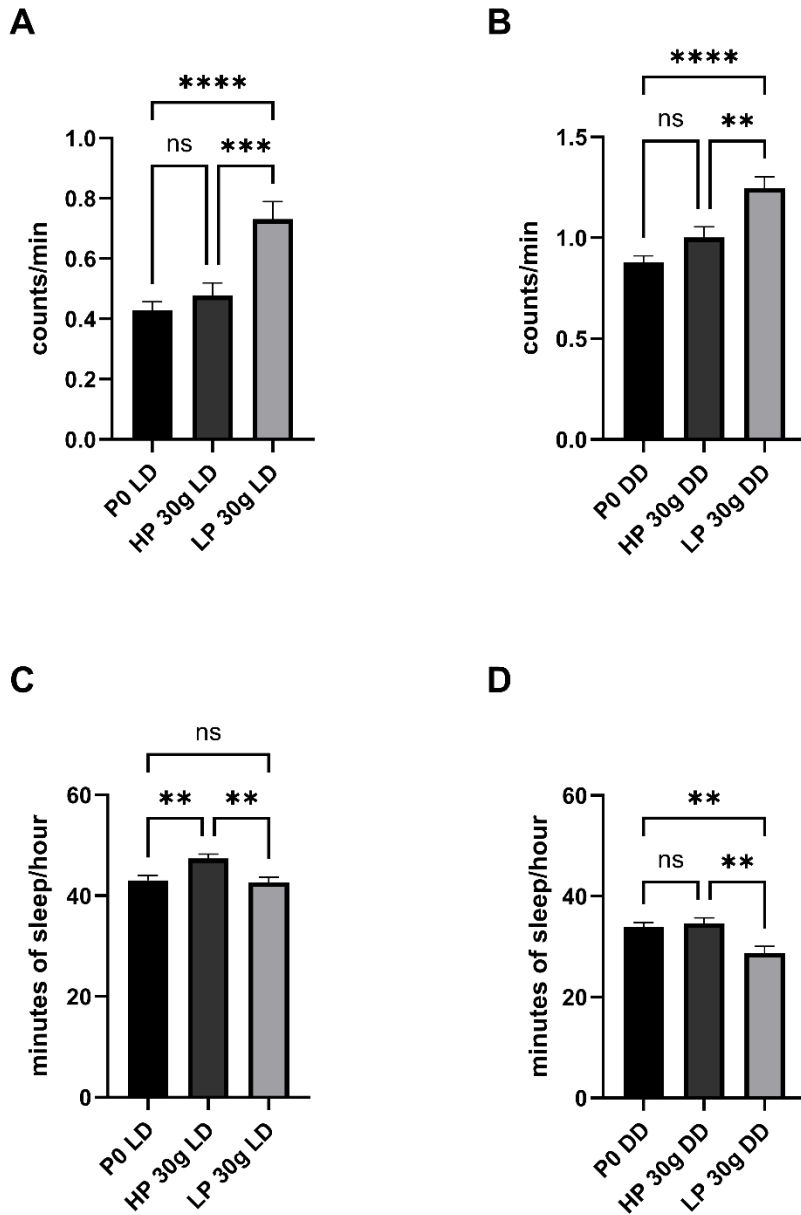 A
****
ns ***
1.0
0.8
0.6
0.4
0.2
0.0
counts/min
P0 LD
HP 30g LD
LP 30g LD
B
****
ns **
1.5
1.0
0.5
0.0
counts/min
P0 DD
HP 30g DD
LP 30g DD
C
ns
** **
60
40
20
0
minutes of sleep/hour
P0 LD
HP 30g LD
LP 30g LD
D
**
ns **
60
40
20
0
minutes of sleep/hour
P0 DD
HP 30g DD
LP 30g DD